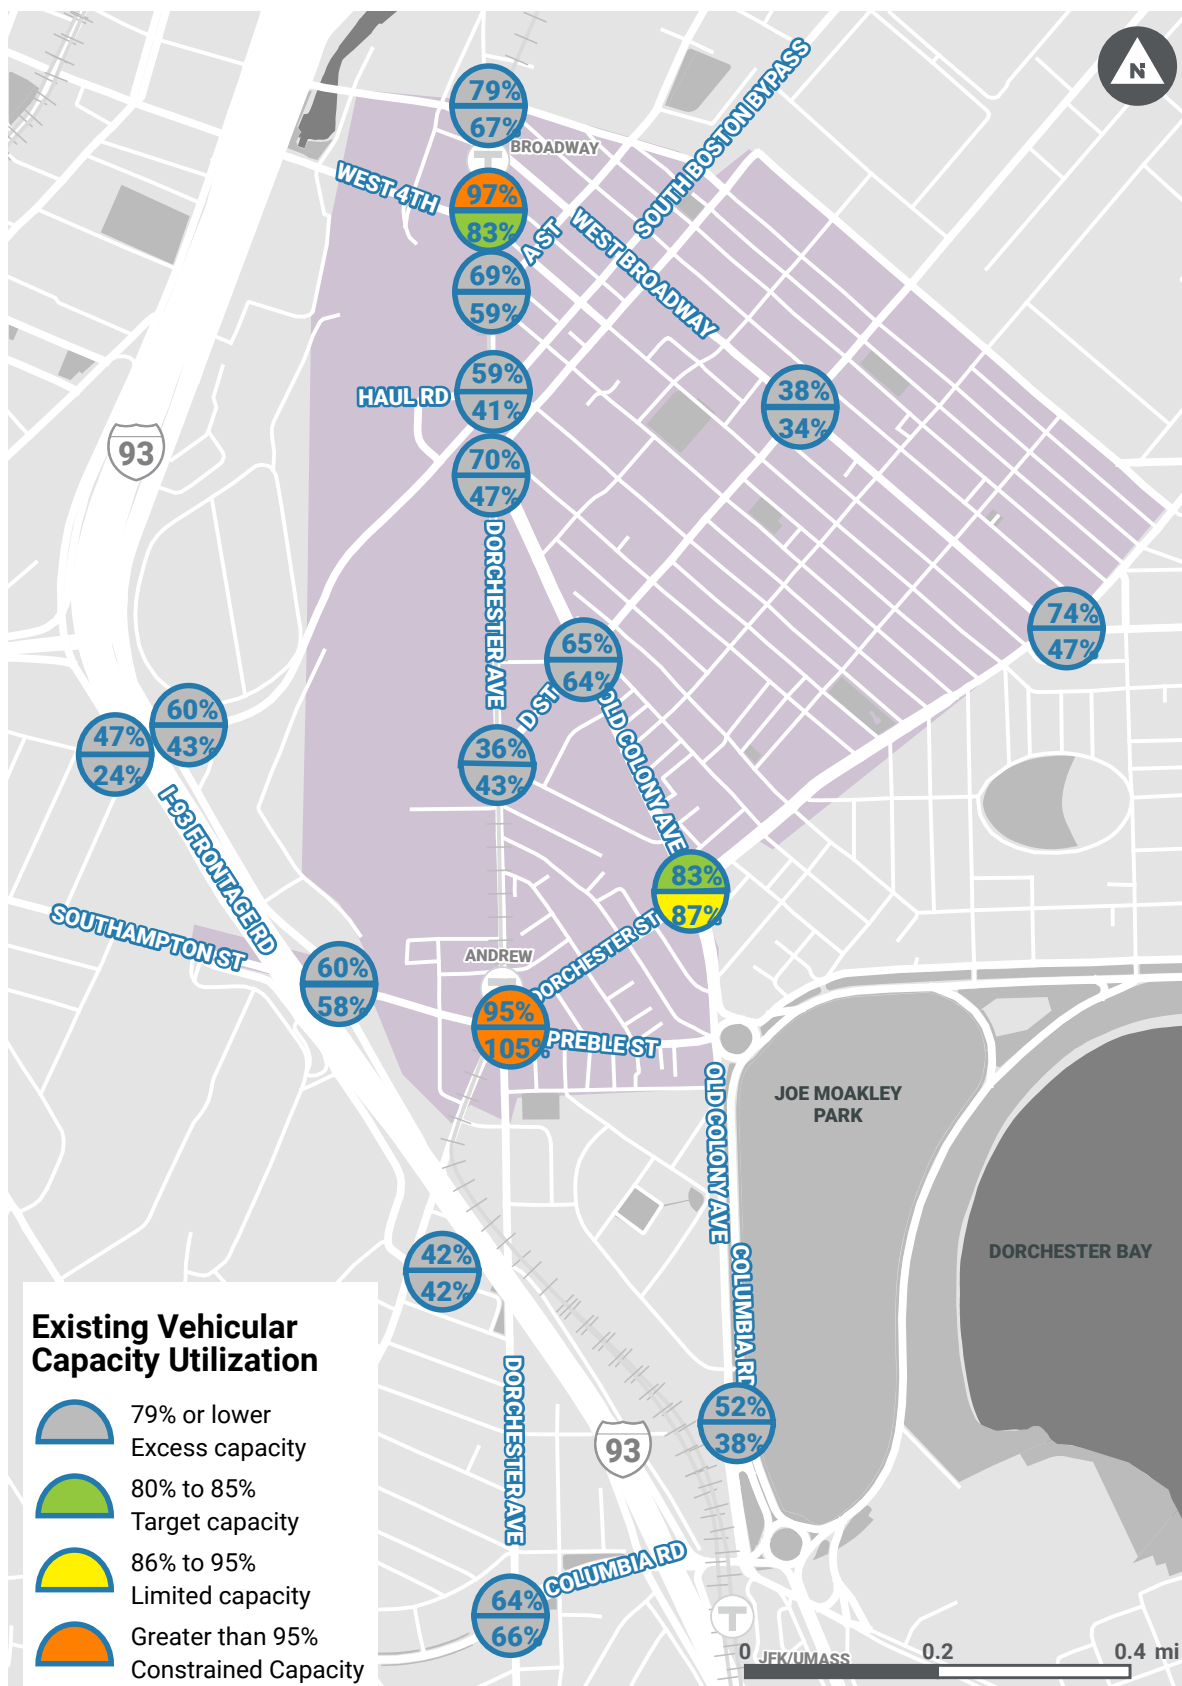 N
79%
67%
BROADWAY
SOUTH BOSTON BYPASS
WEST 4TH
97%
83%
A ST
WEST BROADWAY
69%
59%
HAUL RD
59%
41%
38%
34%
93
70%
47%
DORCHESTER AVE
74%
47%
65%
64%
D ST
OLD COLONY AVE
60%
43%
47%
24%
36%
43%
I-93 FRONTAGE RD
83%
87%
SOUTHAMPTON ST
DORCHESTER ST
ANDREW
60%
58%
95%
105%
PREBLE ST
OLD COLONY AVE
JOE MOAKLEY
PARK
DORCHESTER BAY
COLUMBIA RD
42%
42%
Existing Vehicular
Capacity Utilization
79% or lower
Excess capacity
80% to 85%
Target capacity
86% to 95%
Limited capacity
Greater than 95%
Constrained Capacity
DORCHESTER AVE
93
52%
38%
COLUMBIA RD
64%
66%
T
JFK/UMASS
0 0.2 0.4 mi